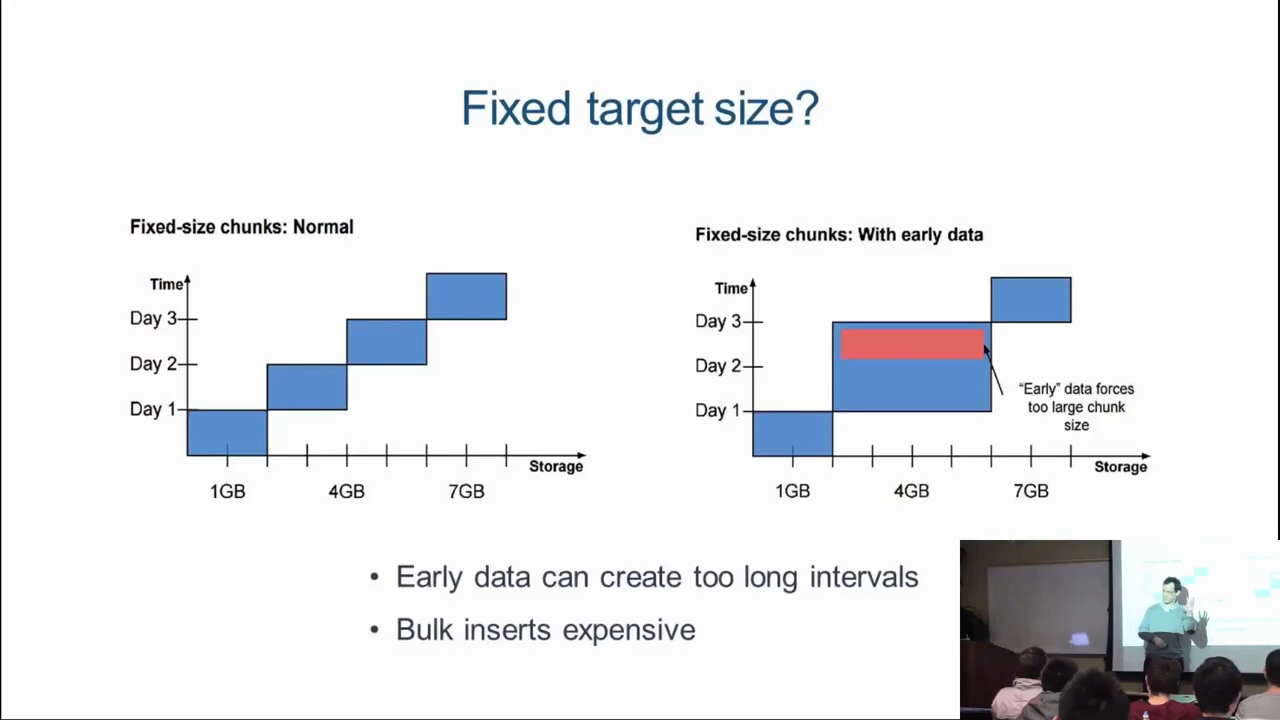 Fixed target size?
Fixed-size chunks: Normal
Time
Day 3
Day 2
Day 1
Storage
1GB
4GB
7GB
Fixed-size chunks: With early data
Time
Day 3
Day 2
Day 1
“Early” data forces
too large chunk
size
Storage
1GB
4GB
7GB
• Early data can create too long intervals
• Bulk inserts expensive